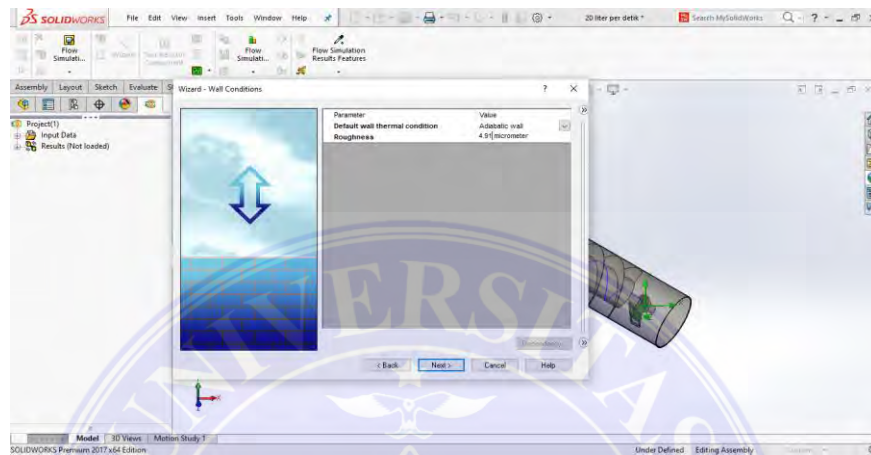 SOLIDWORKS File Edit View Insert Tools Window Help 20 liter per detik * Search MySolidWorks
Flow Simulati...
Wizard
Flow Simulati...
Flow Simulation Results Features
Assembly Layout Sketch Evaluate
Wizard - Wall Conditions ? X
Parameter Value
Default wall thermal condition Adiabatic wall
Roughness 4.91 micrometer
Project(1)
Input Data
Results (Not loaded)
Dependency...
< Back Next > Cancel Help
UNIVERSITAS
Model 3D Views Motion Study 1
SOLIDWORKS Premium 2017 x64 Edition Under Defined Editing Assembly